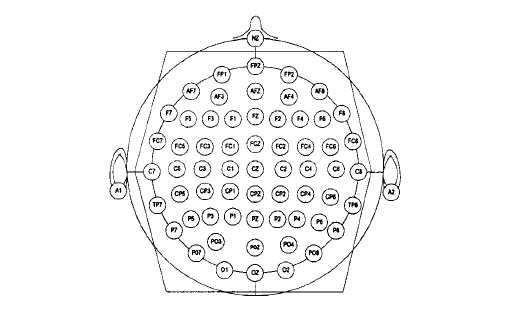 NZ
FPZ
FP1 FP2
AF7 AF3 AFZ AF4 AF8
F7 F5 F3 F1 FZ F2 F4 F6 F8
FC7 FC5 FC3 FC1 FCZ FC2 FC4 FC6 FC8
A1 C7 C5 C3 C1 CZ C2 C4 C6 C8 A2
TP7 CP5 CP3 CP1 CPZ CP2 CP4 CP6 TP8
P7 P5 P3 P1 PZ P2 P4 P6 P8
PO7 PO3 POZ PO4 PO8
O1 OZ O2